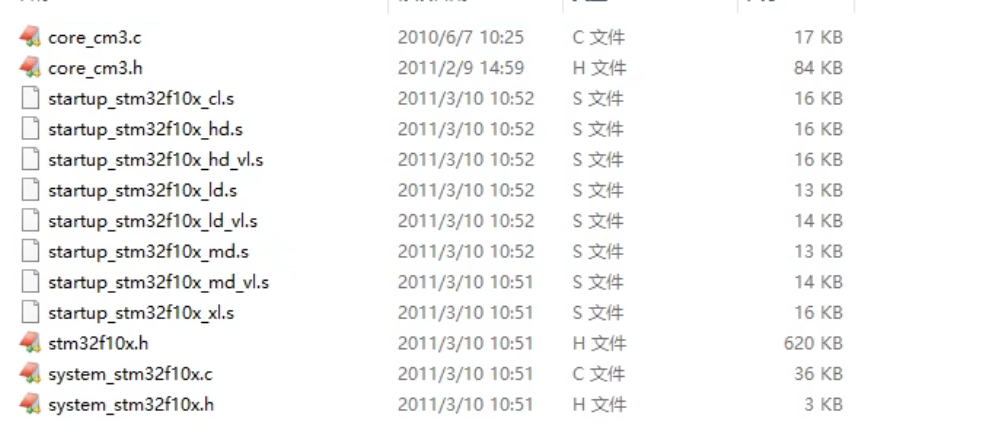 core_cm3.c 2010/6/7 10:25 C 文件 17 KB
core_cm3.h 2011/2/9 14:59 H 文件 84 KB
startup_stm32f10x_cl.s 2011/3/10 10:52 S 文件 16 KB
startup_stm32f10x_hd.s 2011/3/10 10:52 S 文件 16 KB
startup_stm32f10x_hd_vl.s 2011/3/10 10:52 S 文件 16 KB
startup_stm32f10x_ld.s 2011/3/10 10:52 S 文件 13 KB
startup_stm32f10x_ld_vl.s 2011/3/10 10:52 S 文件 14 KB
startup_stm32f10x_md.s 2011/3/10 10:52 S 文件 13 KB
startup_stm32f10x_md_vl.s 2011/3/10 10:51 S 文件 14 KB
startup_stm32f10x_xl.s 2011/3/10 10:51 S 文件 16 KB
stm32f10x.h 2011/3/10 10:51 H 文件 620 KB
system_stm32f10x.c 2011/3/10 10:51 C 文件 36 KB
system_stm32f10x.h 2011/3/10 10:51 H 文件 3 KB